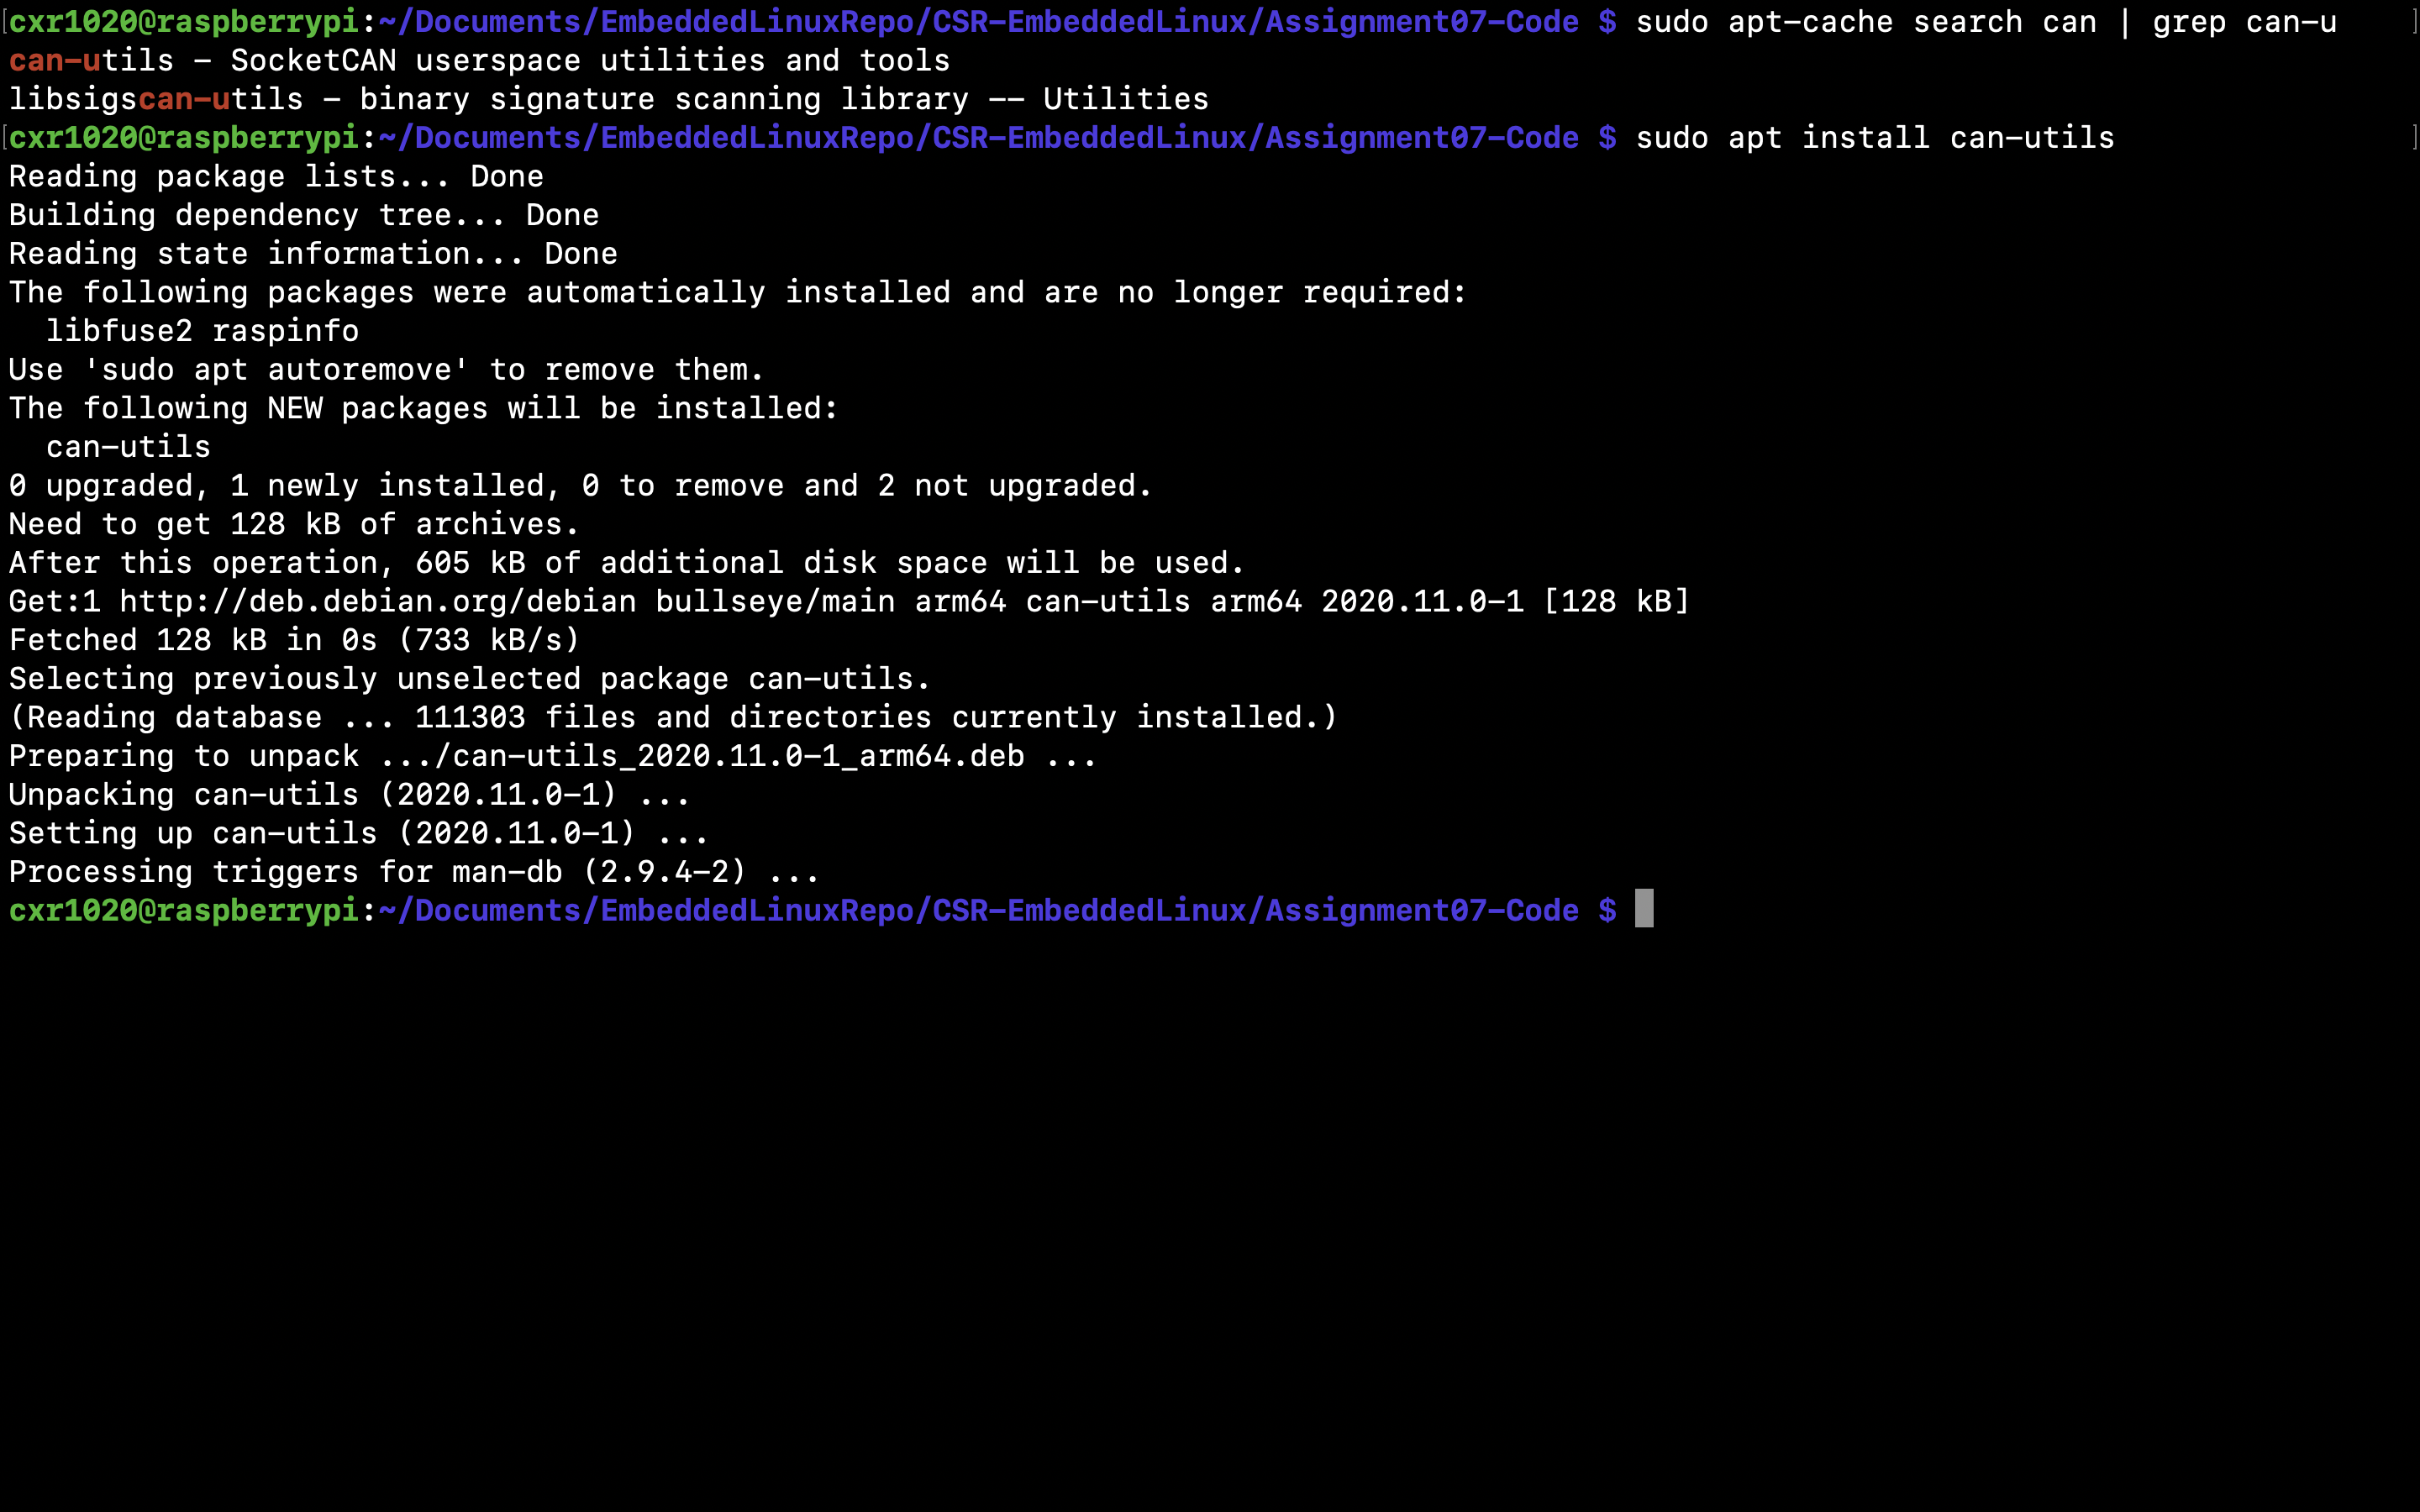 [cxr1020@raspberrypi:~/Documents/EmbeddedLinuxRepo/CSR-EmbeddedLinux/Assignment07-Code $ sudo apt-cache search can | grep can-u ]
can-utils - SocketCAN userspace utilities and tools
libsigscan-utils - binary signature scanning library -- Utilities
[cxr1020@raspberrypi:~/Documents/EmbeddedLinuxRepo/CSR-EmbeddedLinux/Assignment07-Code $ sudo apt install can-utils ]
Reading package lists... Done
Building dependency tree... Done
Reading state information... Done
The following packages were automatically installed and are no longer required:
  libfuse2 raspinfo
Use 'sudo apt autoremove' to remove them.
The following NEW packages will be installed:
  can-utils
0 upgraded, 1 newly installed, 0 to remove and 2 not upgraded.
Need to get 128 kB of archives.
After this operation, 605 kB of additional disk space will be used.
Get:1 http://deb.debian.org/debian bullseye/main arm64 can-utils arm64 2020.11.0-1 [128 kB]
Fetched 128 kB in 0s (733 kB/s)
Selecting previously unselected package can-utils.
(Reading database ... 111303 files and directories currently installed.)
Preparing to unpack .../can-utils_2020.11.0-1_arm64.deb ...
Unpacking can-utils (2020.11.0-1) ...
Setting up can-utils (2020.11.0-1) ...
Processing triggers for man-db (2.9.4-2) ...
cxr1020@raspberrypi:~/Documents/EmbeddedLinuxRepo/CSR-EmbeddedLinux/Assignment07-Code $